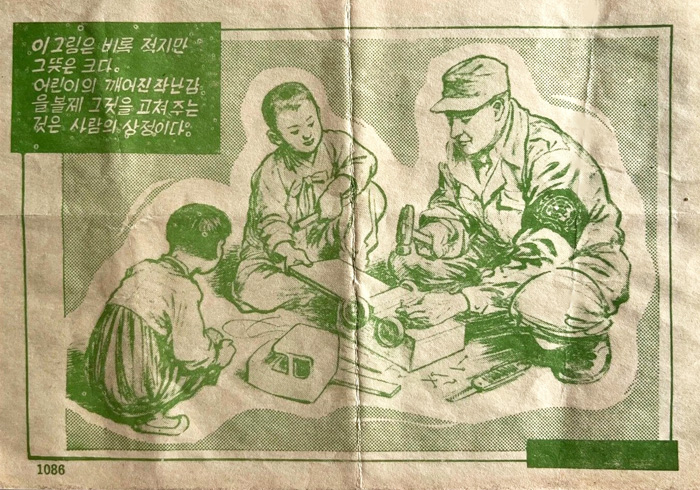 이 그림은 비록 적지만
그 뜻은 크다。
어린이의 깨어진 작난감
을 볼제 그것을 고쳐 주는
것은 사람의 상정이다。
1086